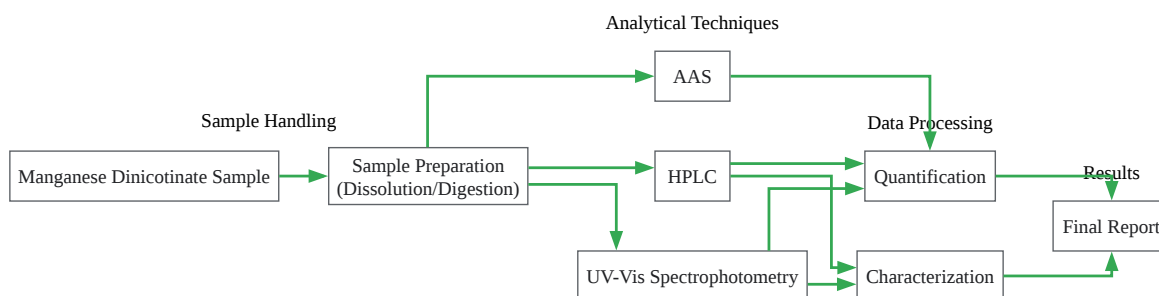 Analytical Techniques
AAS
Sample Handling
Data Processing
Manganese Dinicotinate Sample
Sample Preparation
(Dissolution/Digestion)
HPLC
Quantification
Results
Final Report
UV-Vis Spectrophotometry
Characterization